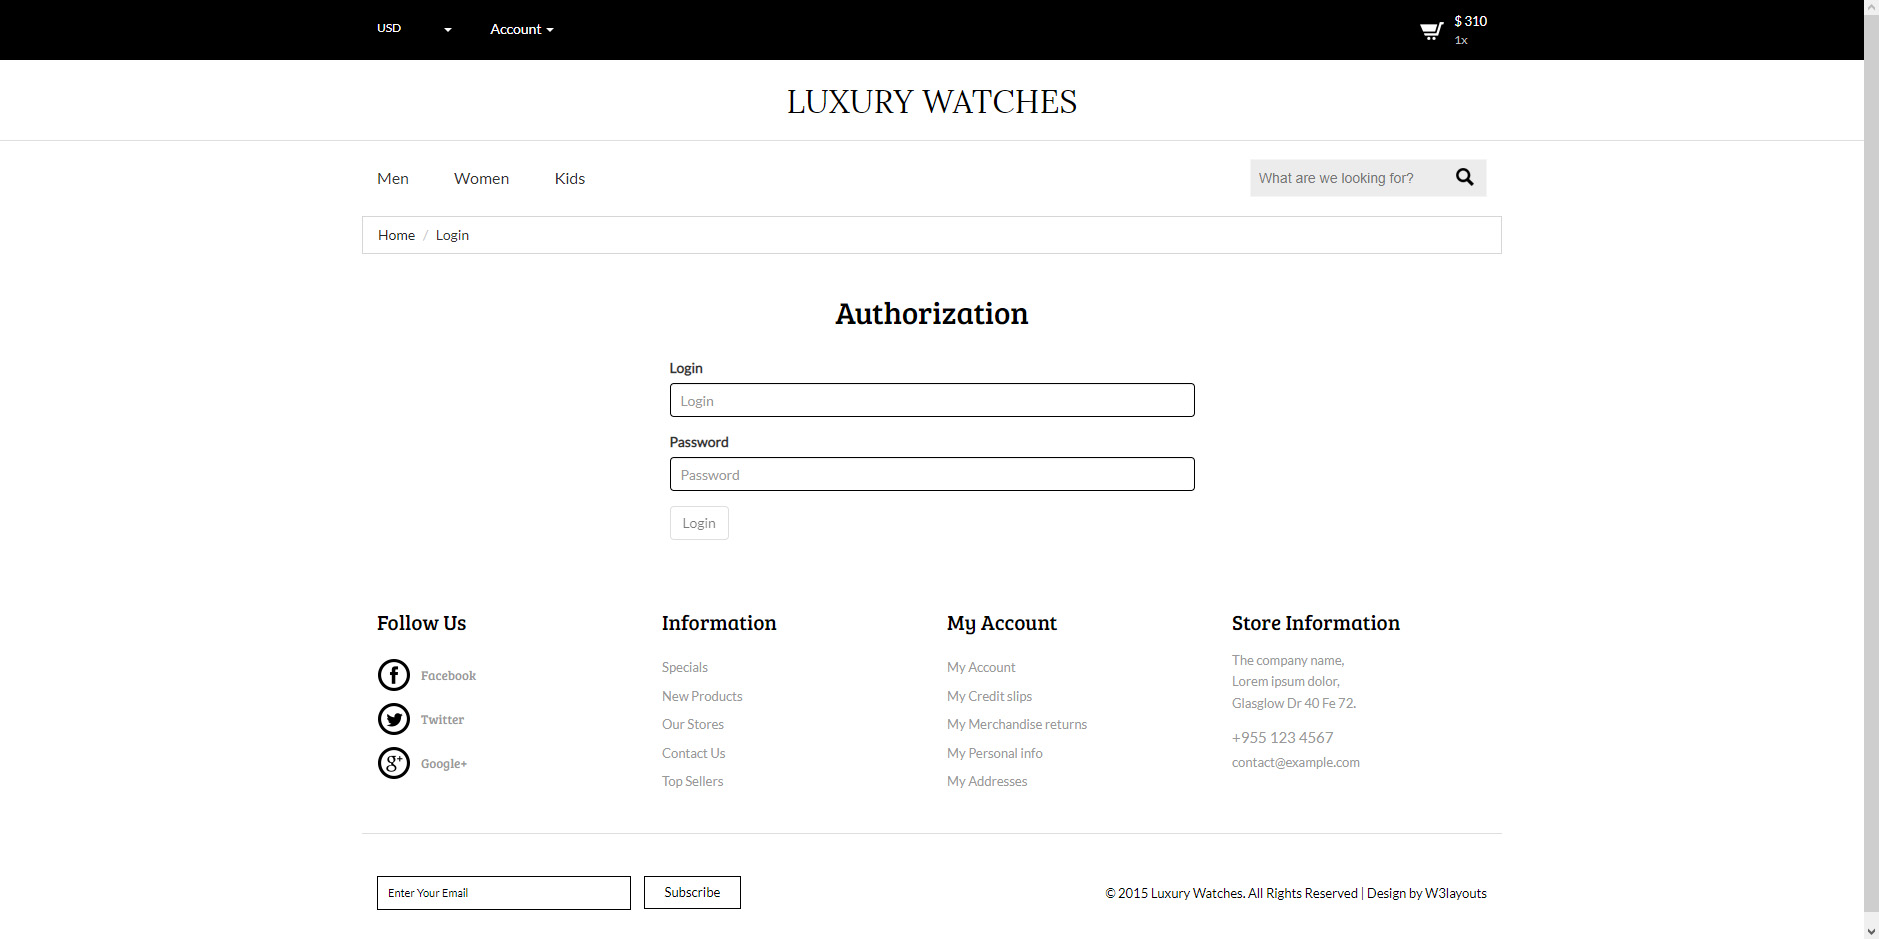 USD
Account
$ 310
1x
LUXURY WATCHES
Men
Women
Kids
What are we looking for?
Home / Login
Authorization
Login
Login
Password
Password
Login
Follow Us
Facebook
Twitter
Google+
Information
Specials
New Products
Our Stores
Contact Us
Top Sellers
My Account
My Account
My Credit slips
My Merchandise returns
My Personal info
My Addresses
Store Information
The company name,
Lorem ipsum dolor,
Glasglow Dr 40 Fe 72.
+955 123 4567
contact@example.com
Enter Your Email
Subscribe
© 2015 Luxury Watches. All Rights Reserved | Design by W3layouts